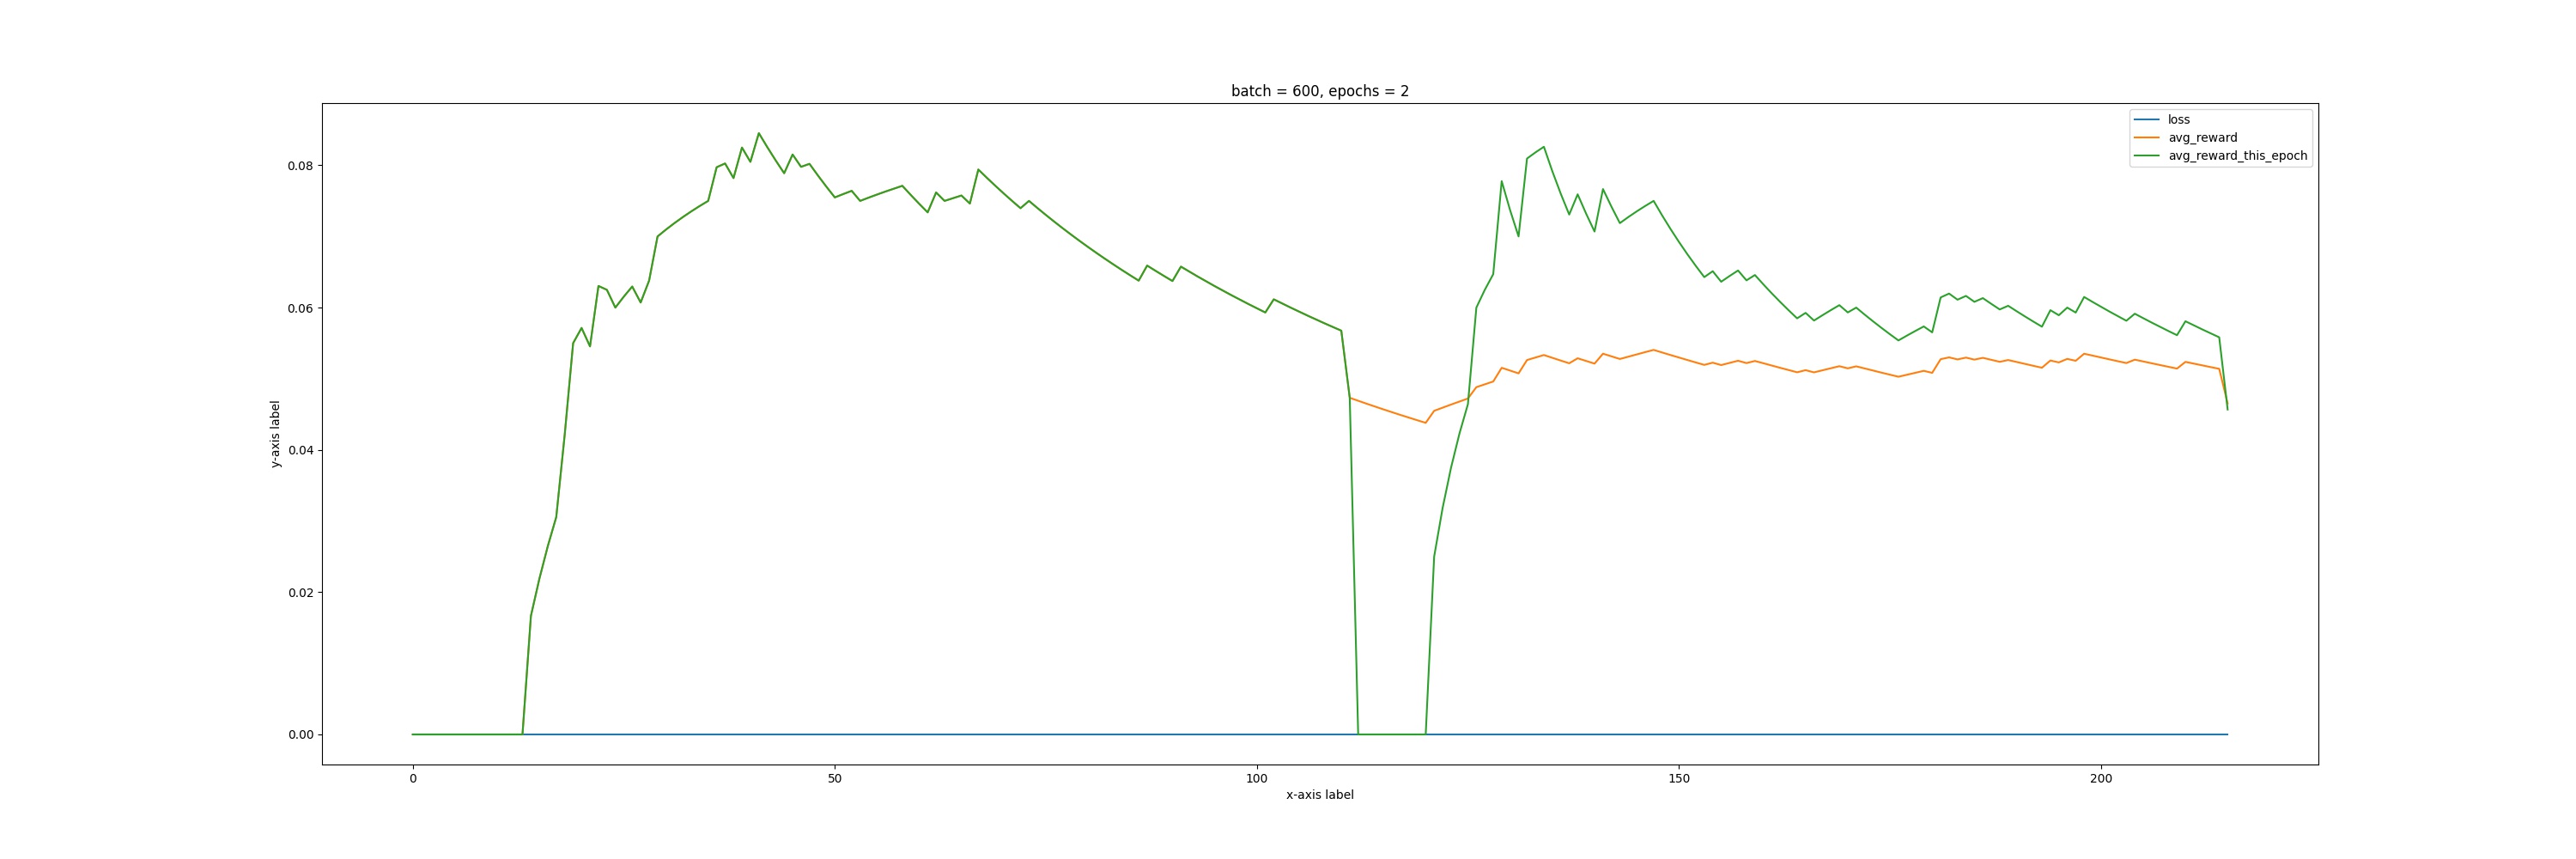 batch = 600, epochs = 2
loss
avg_reward
avg_reward_this_epoch
0.08
0.06
0.04
0.02
0.00
y-axis label
0 50 100 150 200
x-axis label